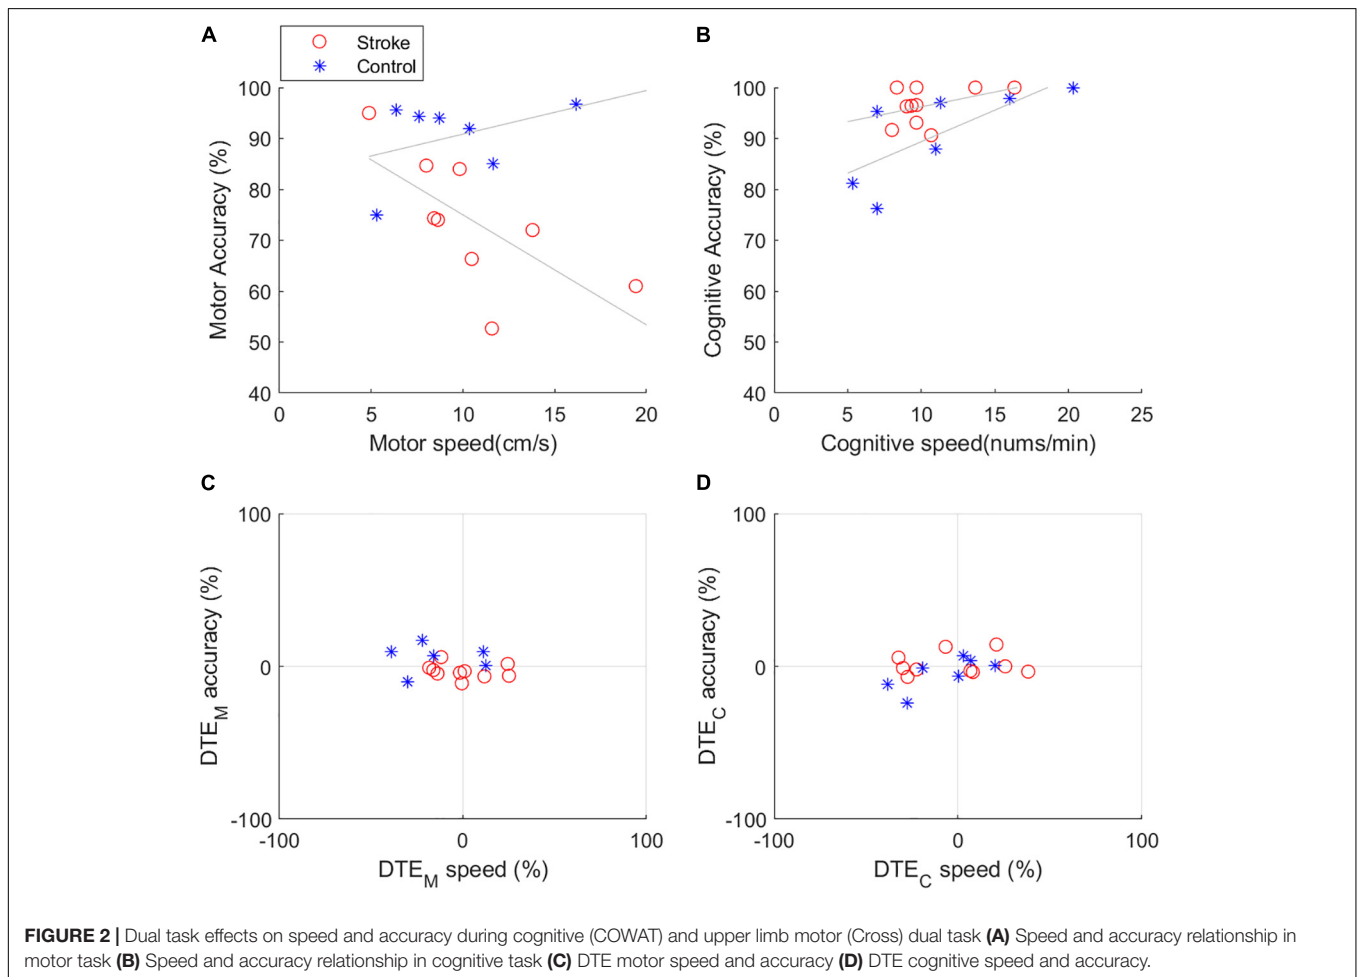 A
Stroke
Control
100
90
80
70
60
50
40
0
5
10
15
20
Motor Accuracy (%)
Motor speed(cm/s)
B
100
90
80
70
60
50
40
0
5
10
15
20
25
Cognitive Accuracy (%)
Cognitive speed(nums/min)
C
100
0
-100
-100
0
100
DTE_M accuracy (%)
DTE_M speed (%)
D
100
0
-100
-100
0
100
DTE_C accuracy (%)
DTE_C speed (%)
FIGURE 2 | Dual task effects on speed and accuracy during cognitive (COWAT) and upper limb motor (Cross) dual task (A) Speed and accuracy relationship in
motor task (B) Speed and accuracy relationship in cognitive task (C) DTE motor speed and accuracy (D) DTE cognitive speed and accuracy.